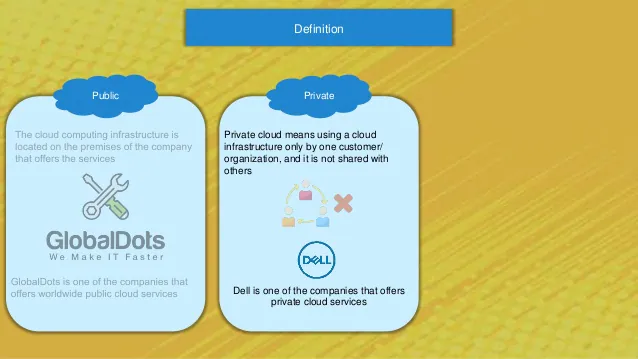 Definition
Public
The cloud computing infrastructure is
located on the premises of the company
that offers the services
GlobalDots
We Make IT Faster
GlobalDots is one of the companies that
offers worldwide public cloud services
Private
Private cloud means using a cloud
infrastructure only by one customer/
organization, and it is not shared with
others
DELL
Dell is one of the companies that offers
private cloud services